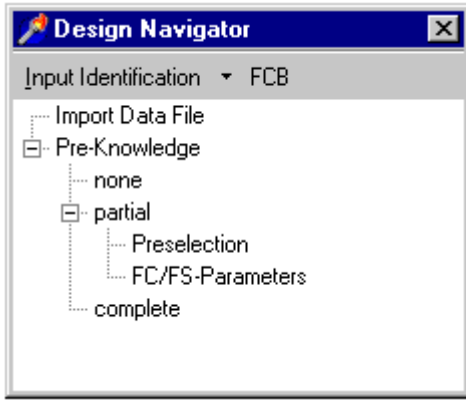 Design Navigator
Input Identification FCB
Import Data File
Pre-Knowledge
none
partial
Preselection
FC/FS-Parameters
complete